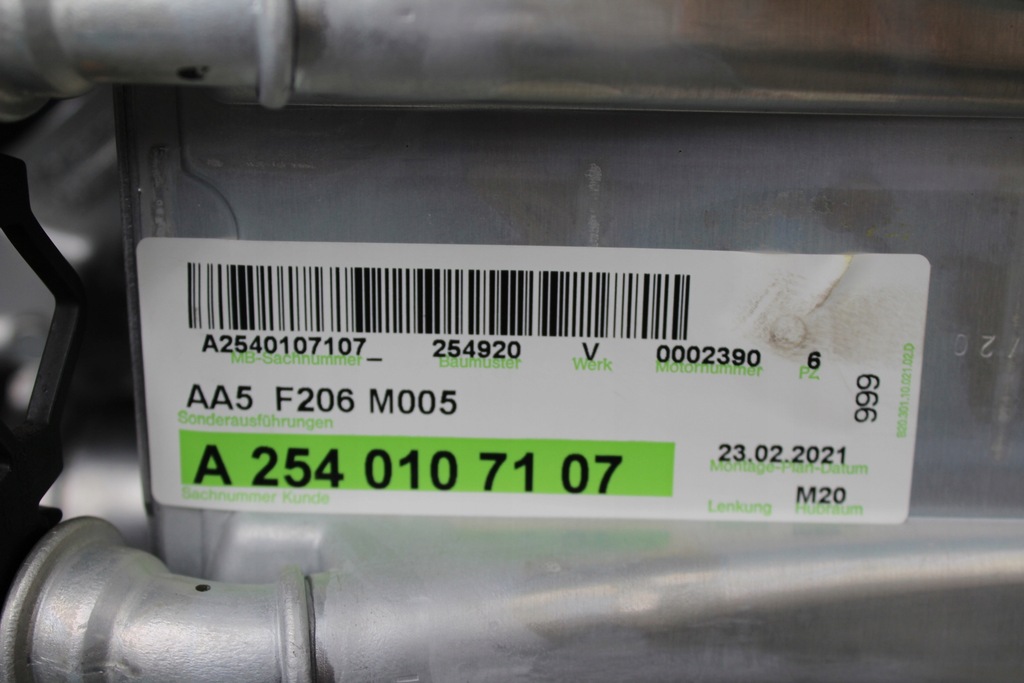 A2540107107_ 254920 V 0002390 6
MB-Sachnummer Baumuster Werk Motornummer PZ
AA5 F206 M005
Sonderausführungen
999
A 254 010 71 07
Sachnummer Kunde
23.02.2021
Montage-Plan-Datum
M20
Lenkung Hubraum